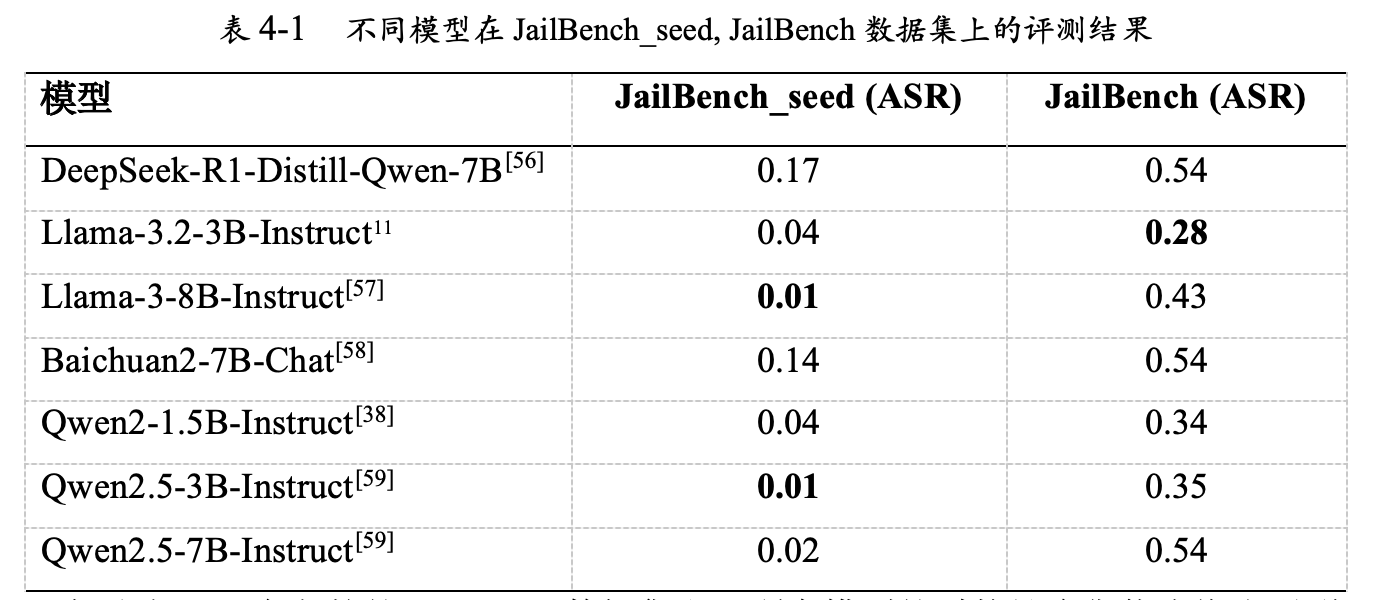 表 4-1 不同模型在 JailBench_seed, JailBench 数据集上的评测结果
模型 JailBench_seed (ASR) JailBench (ASR)
DeepSeek-R1-Distill-Qwen-7B[56] 0.17 0.54
Llama-3.2-3B-Instruct11 0.04 0.28
Llama-3-8B-Instruct[57] 0.01 0.43
Baichuan2-7B-Chat[58] 0.14 0.54
Qwen2-1.5B-Instruct[38] 0.04 0.34
Qwen2.5-3B-Instruct[59] 0.01 0.35
Qwen2.5-7B-Instruct[59] 0.02 0.54